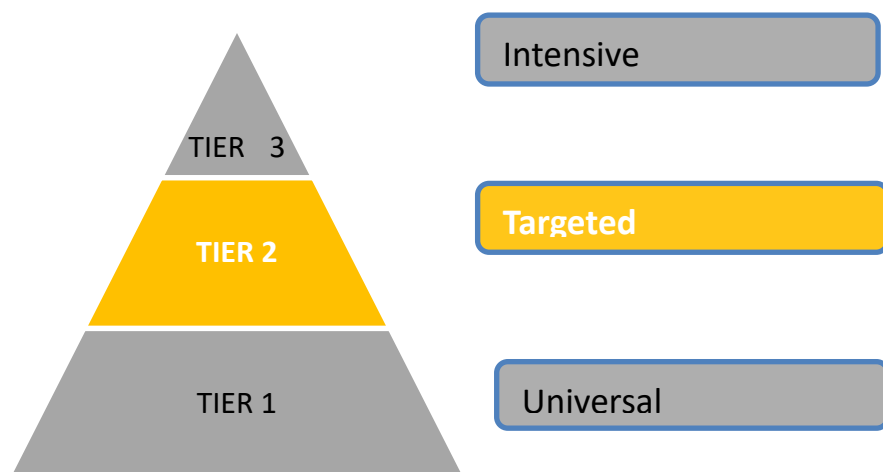 Intensive
TIER 3
Targeted
TIER 2
TIER 1
Universal